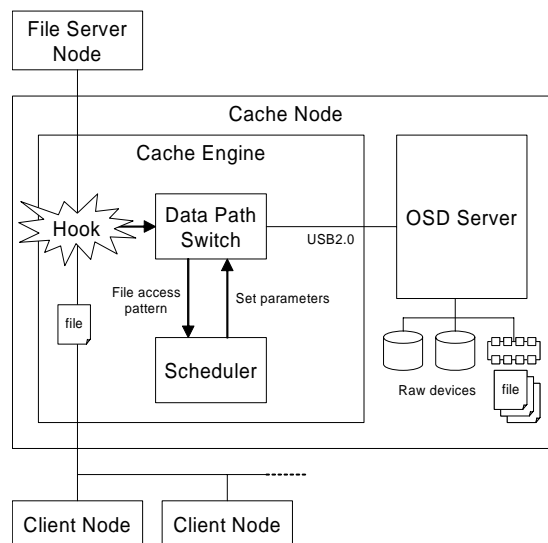 File Server
Node
Cache Node
Cache Engine
Hook
Data Path
Switch
USB2.0
OSD Server
File access
pattern
Set parameters
file
Scheduler
Raw devices
file
Client Node
Client Node